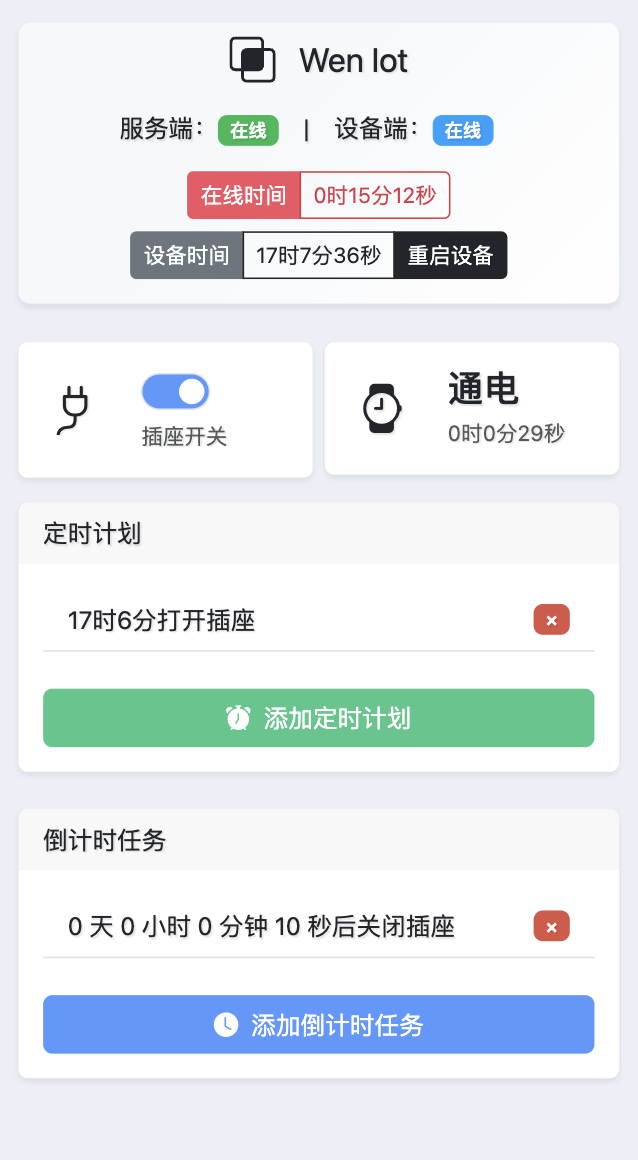 Wen lot
服务端：在线 | 设备端：在线
在线时间 0时15分12秒
设备时间 17时7分36秒 重启设备
插座开关
通电
0时0分29秒
定时计划
17时6分打开插座
添加定时计划
倒计时任务
0 天 0 小时 0 分钟 10 秒后关闭插座
添加倒计时任务